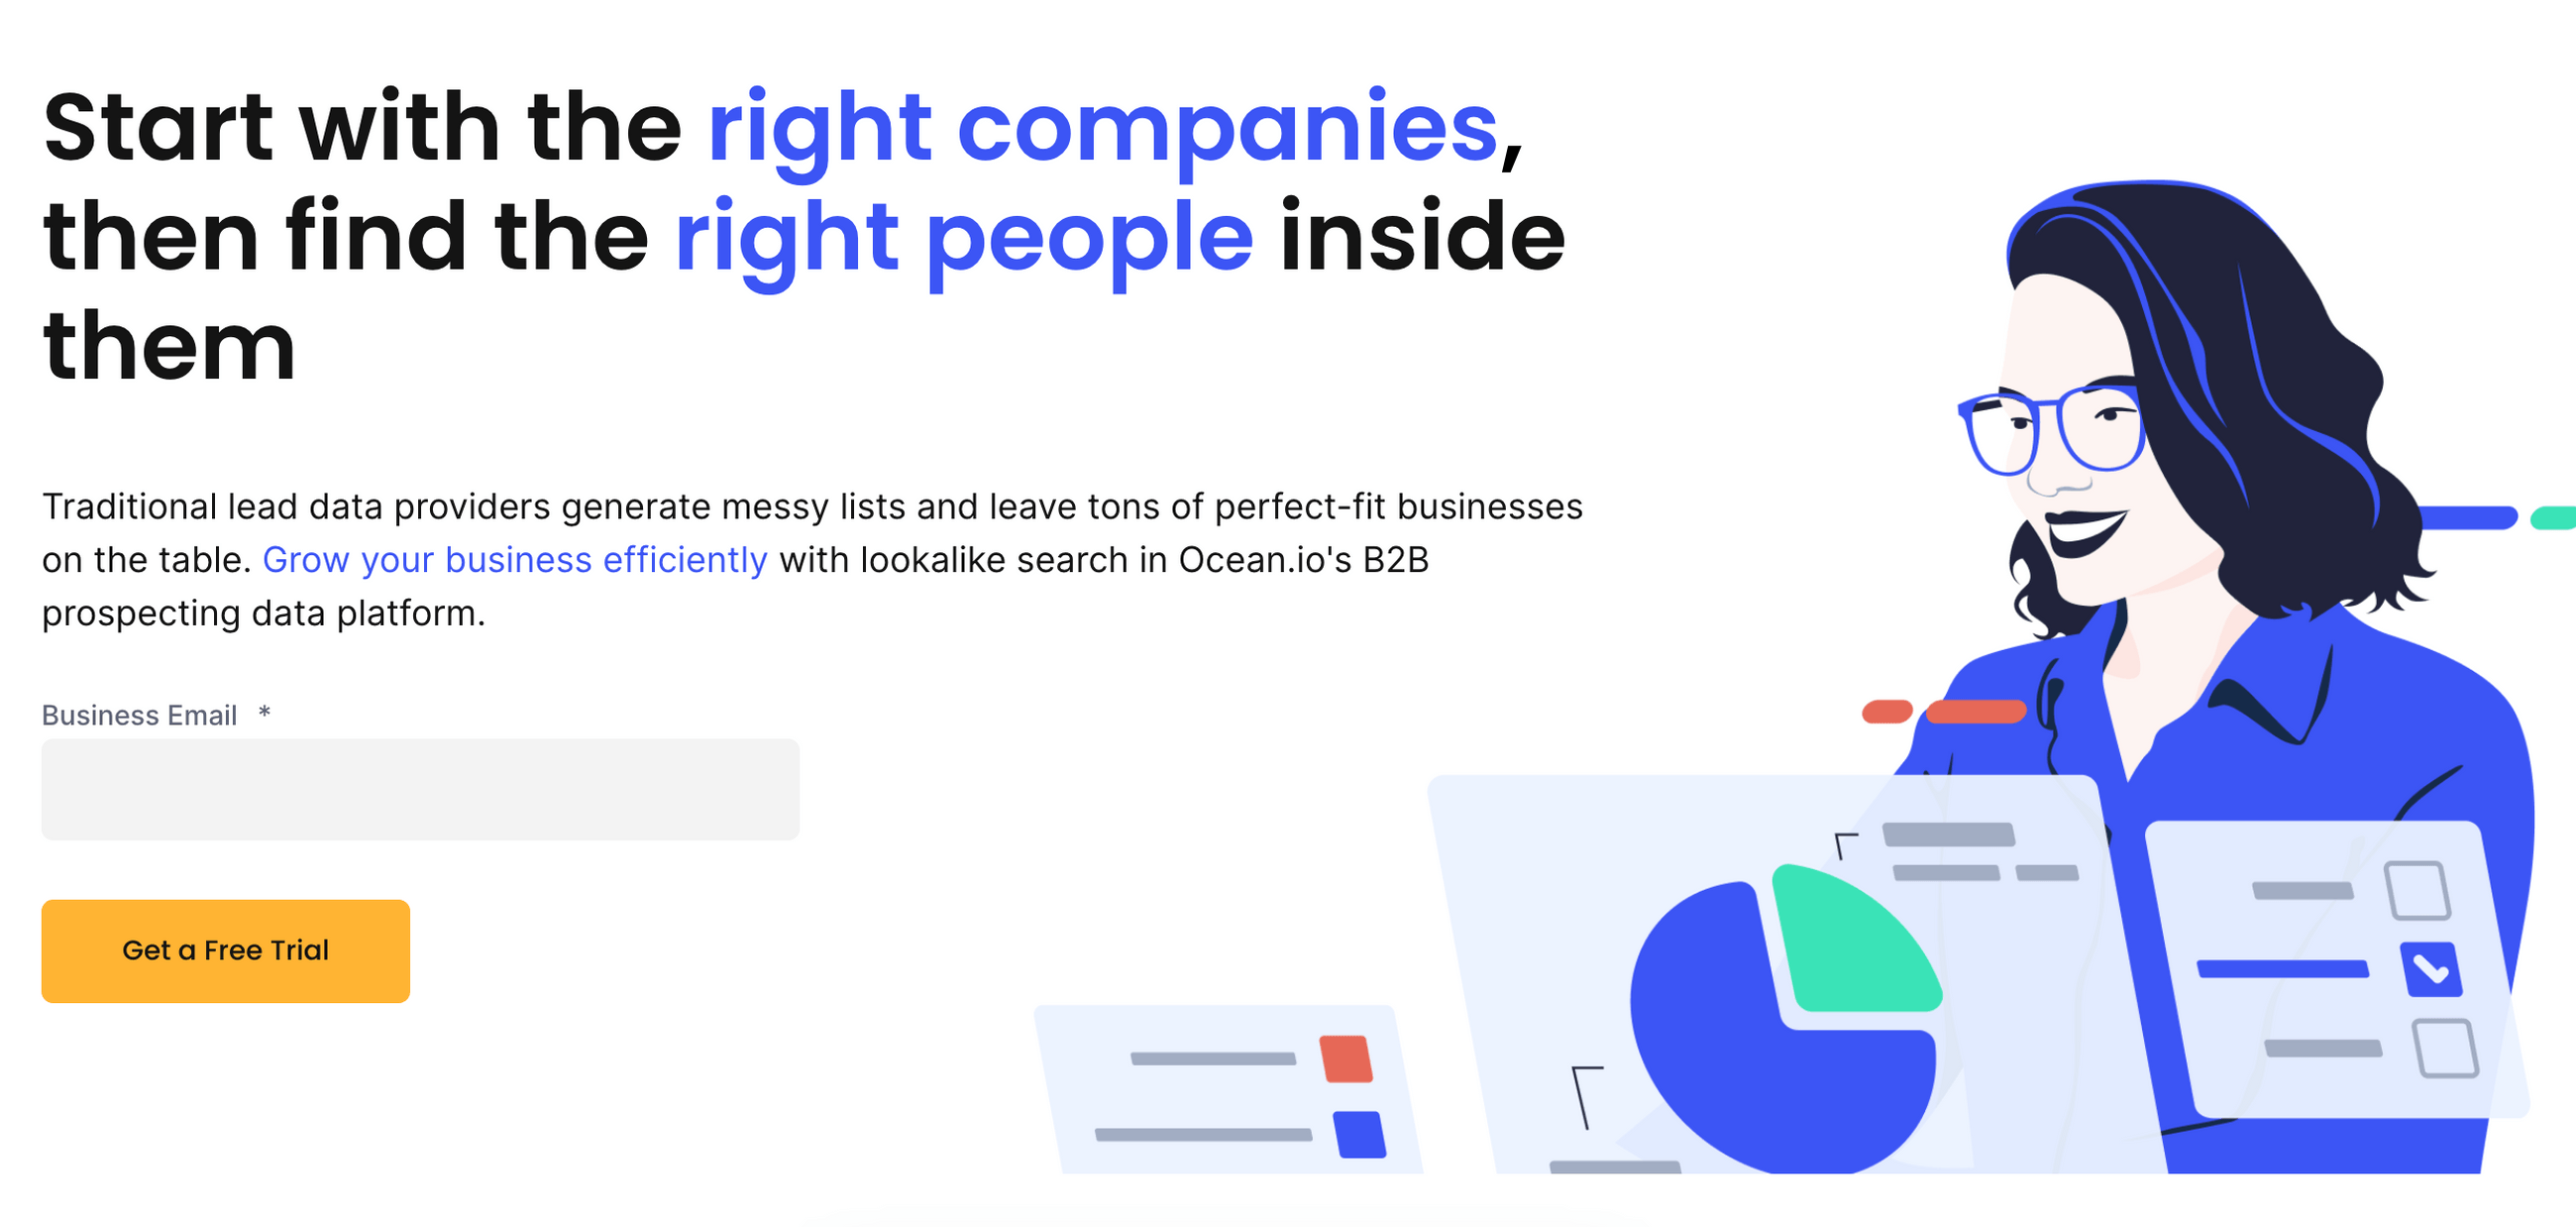 Start with the right companies,
then find the right people inside
them
Traditional lead data providers generate messy lists and leave tons of perfect-fit businesses
on the table. Grow your business efficiently with lookalike search in Ocean.io's B2B
prospecting data platform.
Business Email *
Get a Free Trial